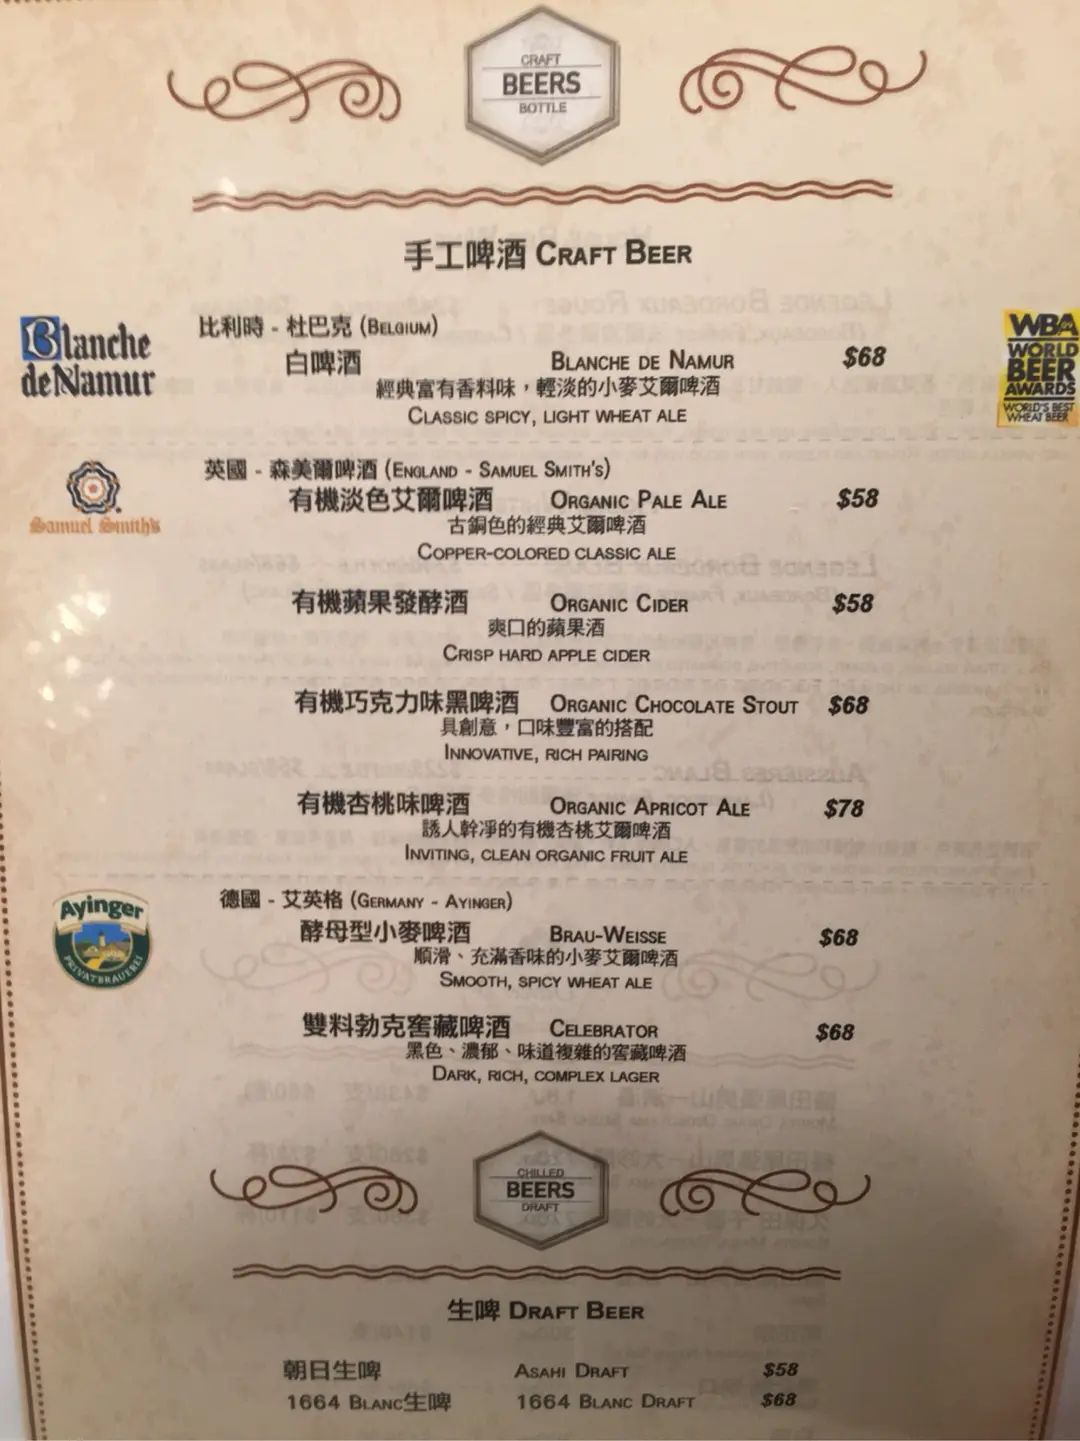 CRAFT
BEERS
BOTTLE
手工啤酒 CRAFT BEER
Blanche
de Namur
WBA
WORLD
BEER
AWARDS
WORLD'S BEST
WHEAT BEER
比利時 - 杜巴克 (BELGIUM)
白啤酒 BLANCHE DE NAMUR $68
經典富有香料味，輕淡的小麥艾爾啤酒
CLASSIC SPICY, LIGHT WHEAT ALE
Samuel Smith's
英國 - 森美爾啤酒 (ENGLAND - SAMUEL SMITH'S)
有機淡色艾爾啤酒 ORGANIC PALE ALE $58
古銅色的經典艾爾啤酒
COPPER-COLORED CLASSIC ALE
有機蘋果發酵酒 ORGANIC CIDER $58
爽口的蘋果酒
CRISP HARD APPLE CIDER
有機巧克力味黑啤酒 ORGANIC CHOCOLATE STOUT $68
具創意，口味豐富的搭配
INNOVATIVE, RICH PAIRING
有機杏桃味啤酒 ORGANIC APRICOT ALE $78
誘人幹凈的有機杏桃艾爾啤酒
INVITING, CLEAN ORGANIC FRUIT ALE
Ayinger
PRIVATBRAUEREI
德國 - 艾英格 (GERMANY - AYINGER)
酵母型小麥啤酒 BRAU-WEISSE $68
順滑、充滿香味的小麥艾爾啤酒
SMOOTH, SPICY WHEAT ALE
雙料勃克窖藏啤酒 CELEBRATOR $68
黑色、濃郁、味道複雜的窖藏啤酒
DARK, RICH, COMPLEX LAGER
CHILLED
BEERS
DRAFT
生啤 DRAFT BEER
朝日生啤 ASAHI DRAFT $58
1664 BLANC生啤 1664 BLANC DRAFT $68